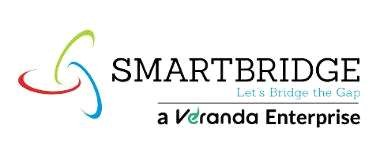 SMARTBRIDGE
Let's Bridge the Gap
a Veranda Enterprise